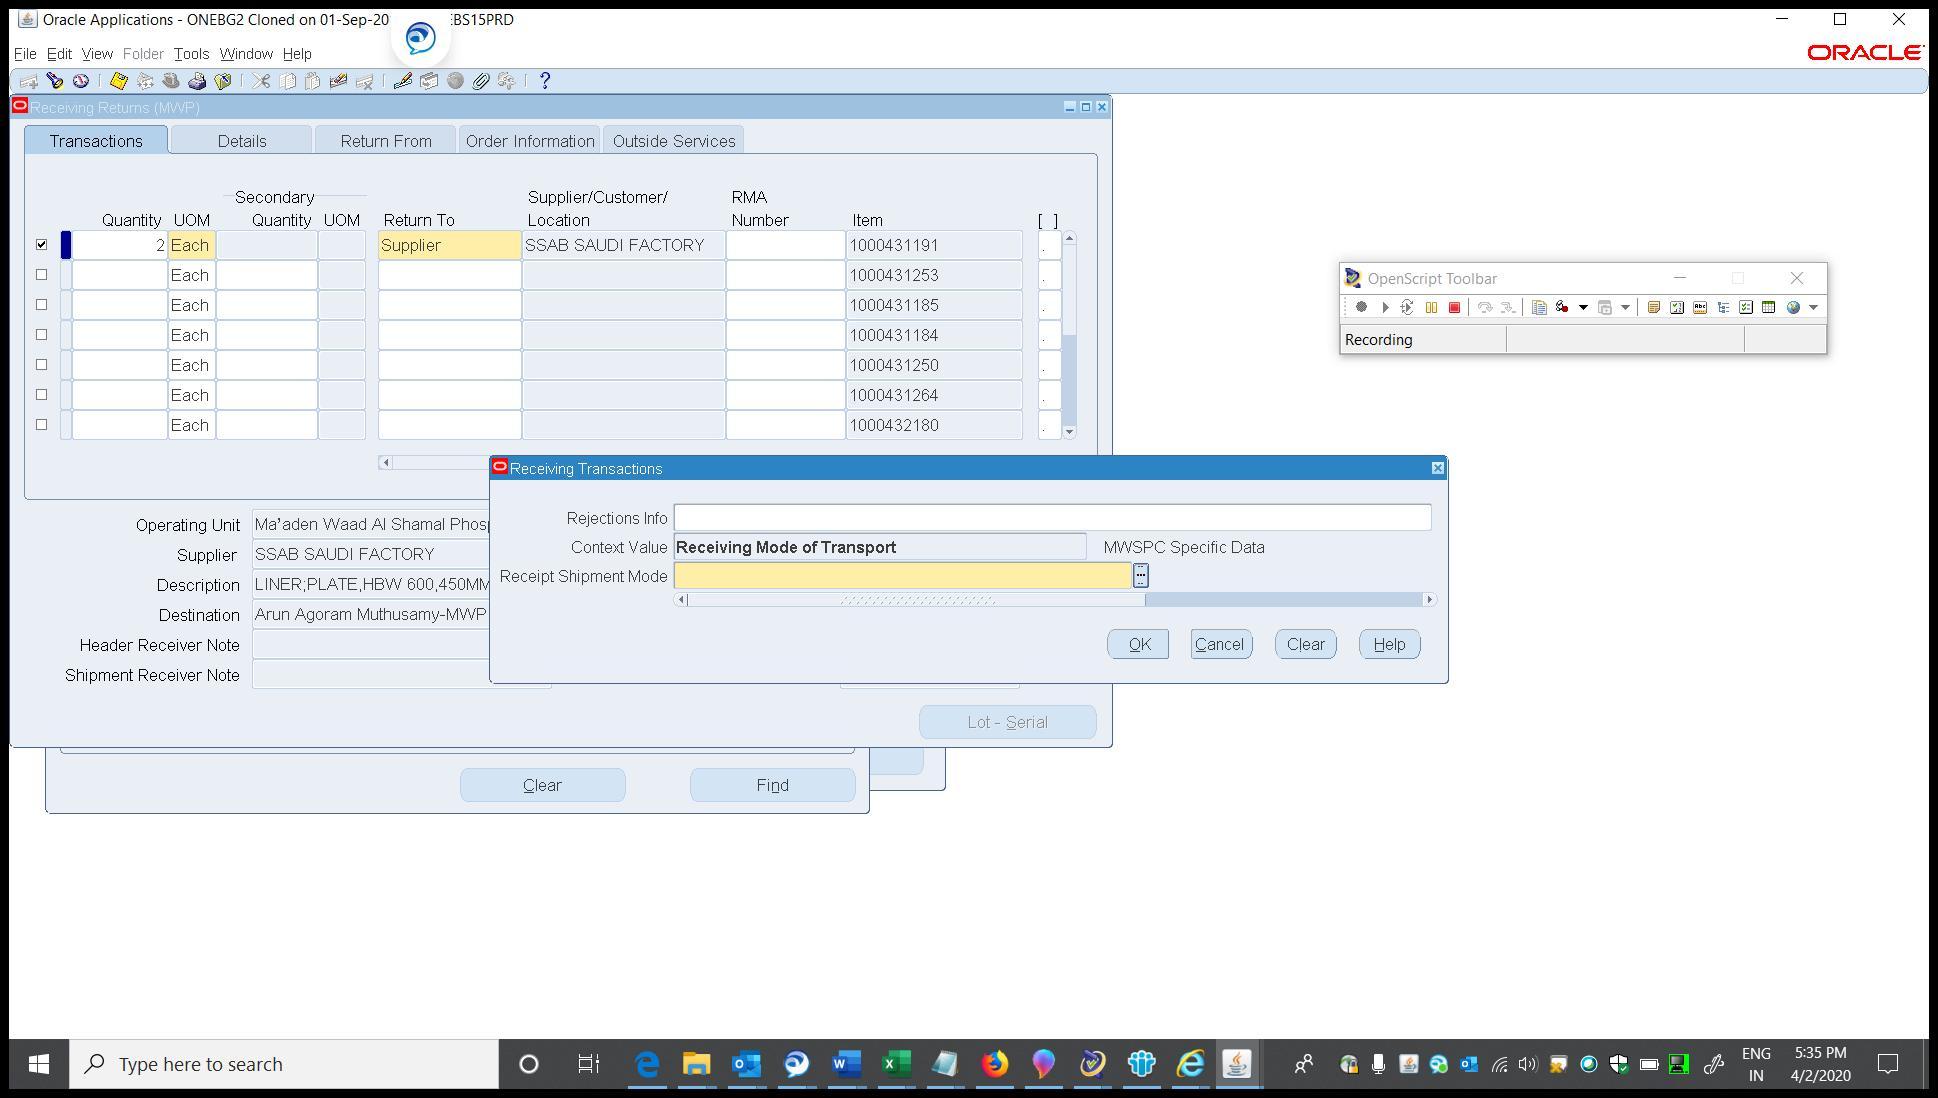 Oracle Applications - ONEBG2 Cloned on 01-Sep-20 EBS15PRD
File Edit View Folder Tools Window Help
ORACLE
Receiving Returns (MWP)
Transactions Details Return From Order Information Outside Services
Secondary Supplier/Customer/ RMA
Quantity UOM Quantity UOM Return To Location Number Item [ ]
2 Each Supplier SSAB SAUDI FACTORY 1000431191 .
Each 1000431253 .
Each 1000431185 .
Each 1000431184 .
Each 1000431250 .
Each 1000431264 .
Each 1000432180 .
OpenScript Toolbar
Recording
Receiving Transactions
Rejections Info
Context Value Receiving Mode of Transport MWSPC Specific Data
Receipt Shipment Mode
OK Cancel Clear Help
Operating Unit Ma'aden Waad Al Shamal Phosp
Supplier SSAB SAUDI FACTORY
Description LINER;PLATE,HBW 600,450MM
Destination Arun Agoram Muthusamy-MWP
Header Receiver Note
Shipment Receiver Note
Lot - Serial
Clear Find
Type here to search
ENG
IN
5:35 PM
4/2/2020